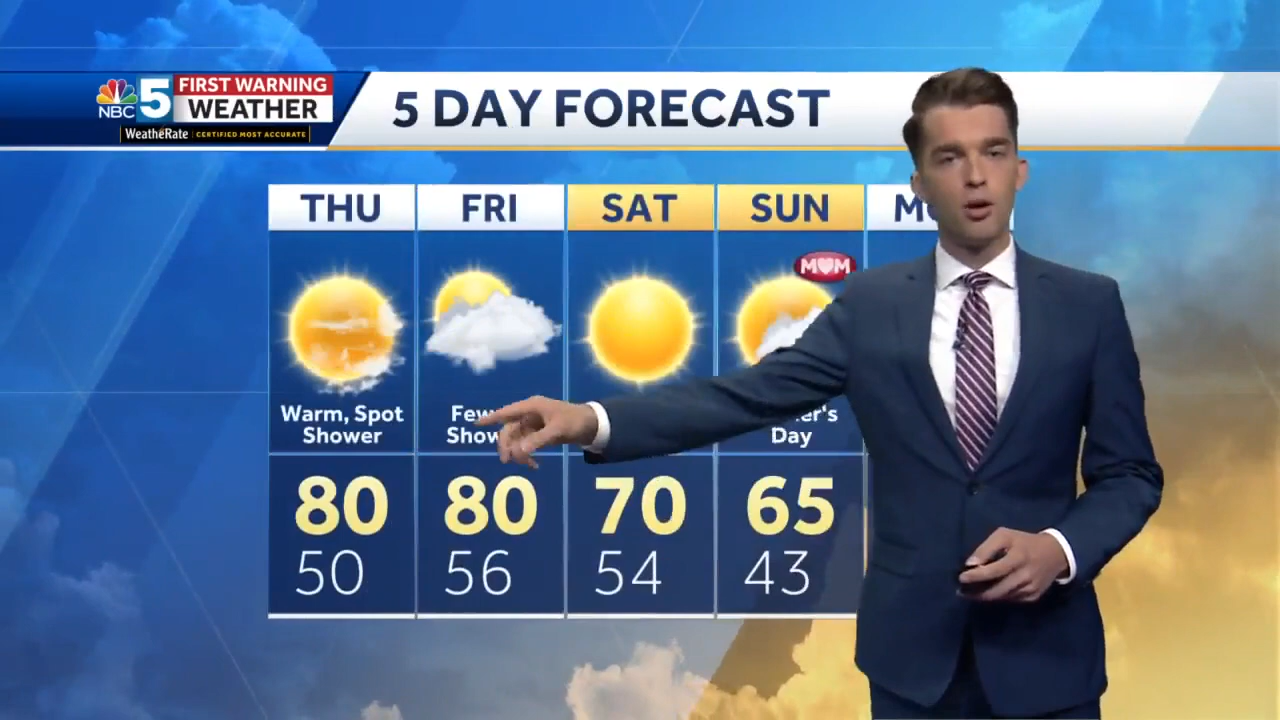 NBC 5 FIRST WARNING
WEATHER
WeatheRate CERTIFIED MOST ACCURATE
5 DAY FORECAST
THU FRI SAT SUN
M♥M
Warm, Spot
Shower
Few
Day
80 80 70 65
50 56 54 43